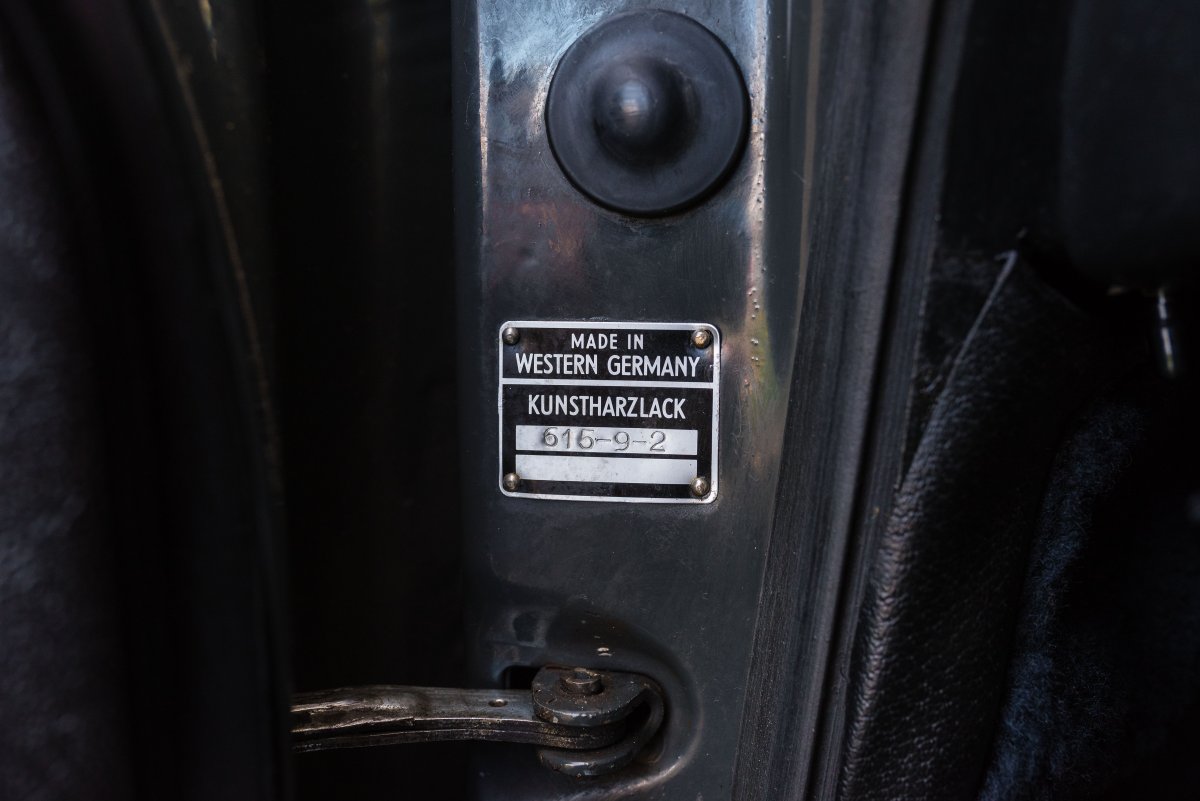 MADE IN
WESTERN GERMANY
KUNSTHARZLACK
615-9-2